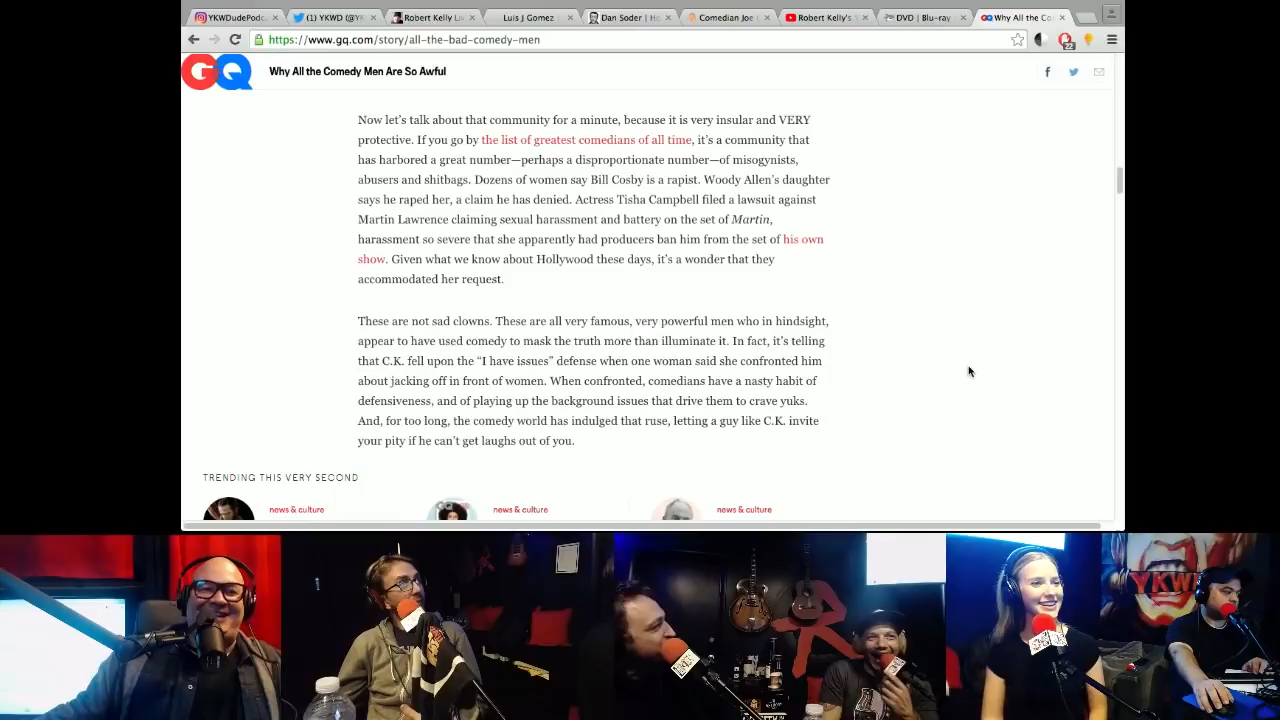 YKWDudePodc
(1) YKWD (@YK
Robert Kelly Li
Luis J Gomez
Dan Soder | H
Comedian Joe
Robert Kelly's
DVD | Blu-ray
GQ Why All the Co
https://www.gq.com/story/all-the-bad-comedy-men
22
GQ
Why All the Comedy Men Are So Awful
Now let's talk about that community for a minute, because it is very insular and VERY
protective. If you go by the list of greatest comedians of all time, it's a community that
has harbored a great number—perhaps a disproportionate number—of misogynists,
abusers and shitbags. Dozens of women say Bill Cosby is a rapist. Woody Allen's daughter
says he raped her, a claim he has denied. Actress Tisha Campbell filed a lawsuit against
Martin Lawrence claiming sexual harassment and battery on the set of Martin,
harassment so severe that she apparently had producers ban him from the set of his own
show. Given what we know about Hollywood these days, it's a wonder that they
accommodated her request.
These are not sad clowns. These are all very famous, very powerful men who in hindsight,
appear to have used comedy to mask the truth more than illuminate it. In fact, it's telling
that C.K. fell upon the “I have issues” defense when one woman said she confronted him
about jacking off in front of women. When confronted, comedians have a nasty habit of
defensiveness, and of playing up the background issues that drive them to crave yuks.
And, for too long, the comedy world has indulged that ruse, letting a guy like C.K. invite
your pity if he can't get laughs out of you.
TRENDING THIS VERY SECOND
news & culture
news & culture
news & culture
YKWD